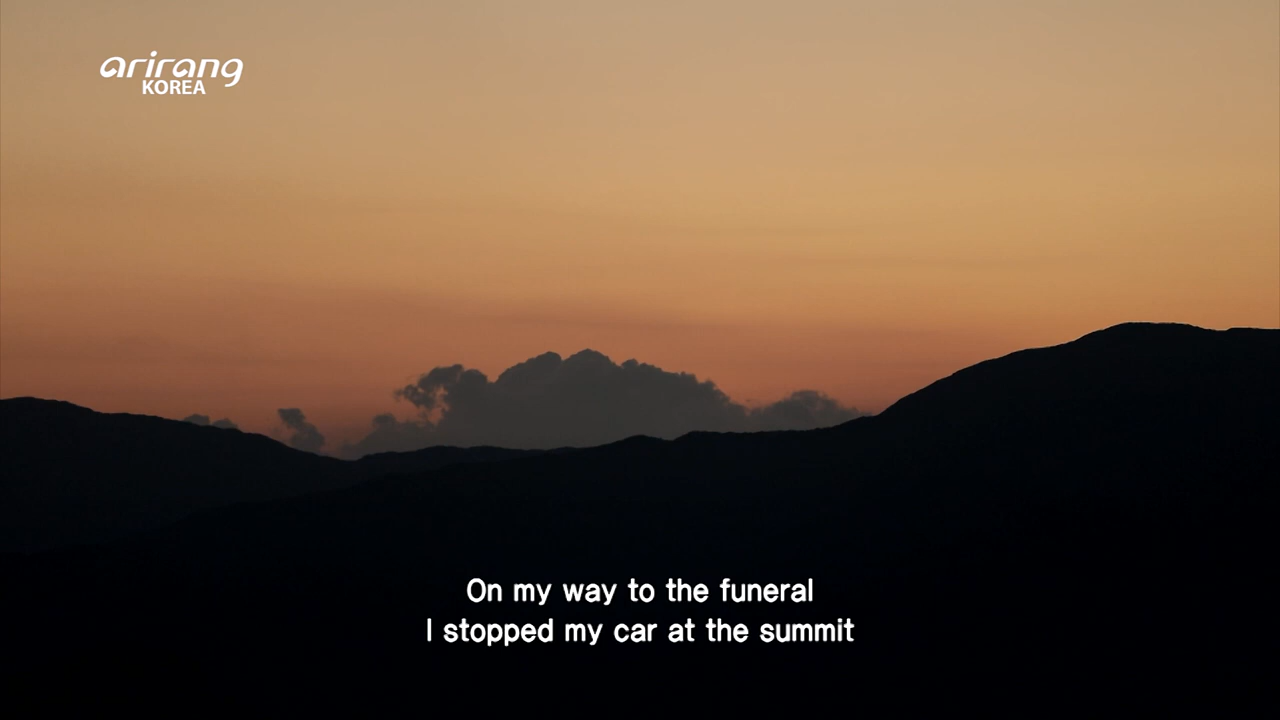 arirang
KOREA
On my way to the funeral
I stopped my car at the summit